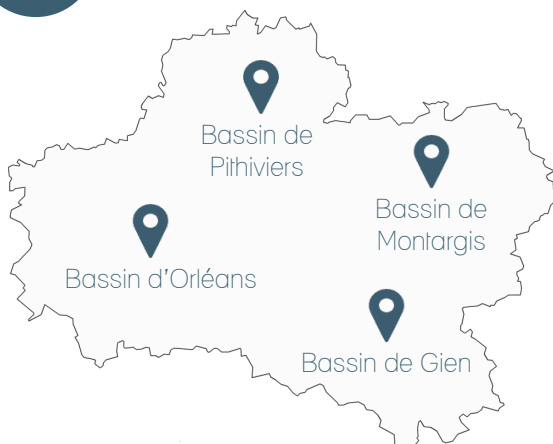 Bassin de
Pithiviers
Bassin de
Montargis
Bassin d'Orléans
Bassin de Gien